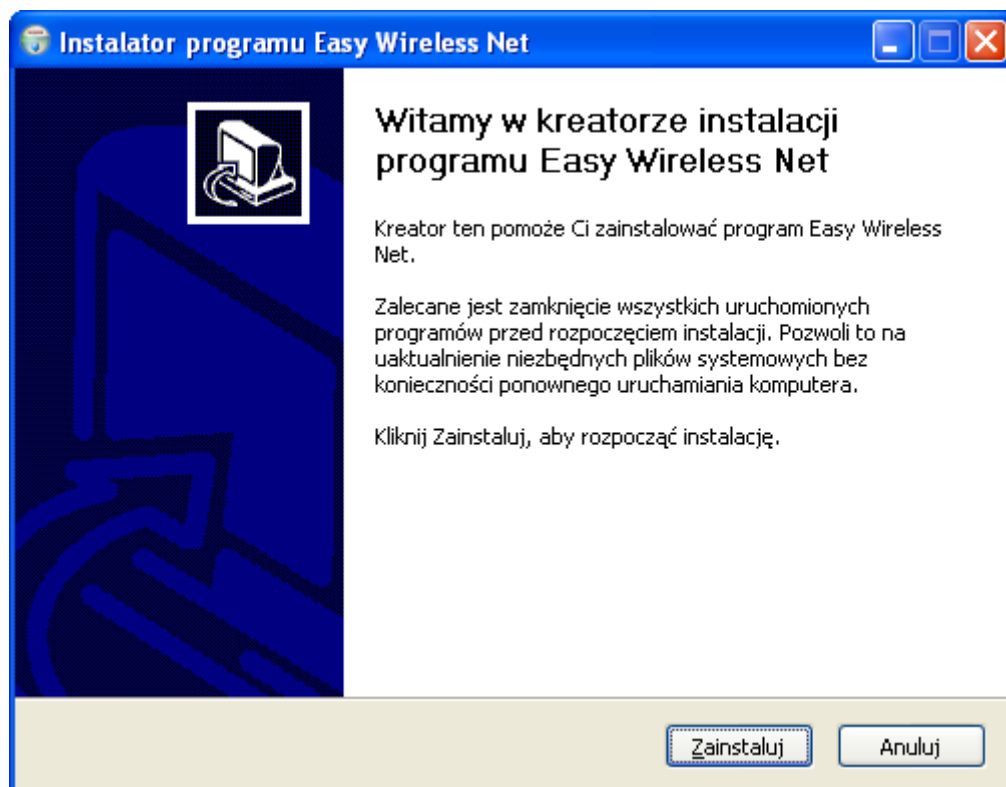 Instalator programu Easy Wireless Net
Witamy w kreatorze instalacji
programu Easy Wireless Net
Kreator ten pomoże Ci zainstalować program Easy Wireless
Net.
Zalecane jest zamknięcie wszystkich uruchomionych
programów przed rozpoczęciem instalacji. Pozwoli to na
uaktualnienie niezbędnych plików systemowych bez
konieczności ponownego uruchamiania komputera.
Kliknij Zainstaluj, aby rozpocząć instalację.
Zainstaluj
Anuluj